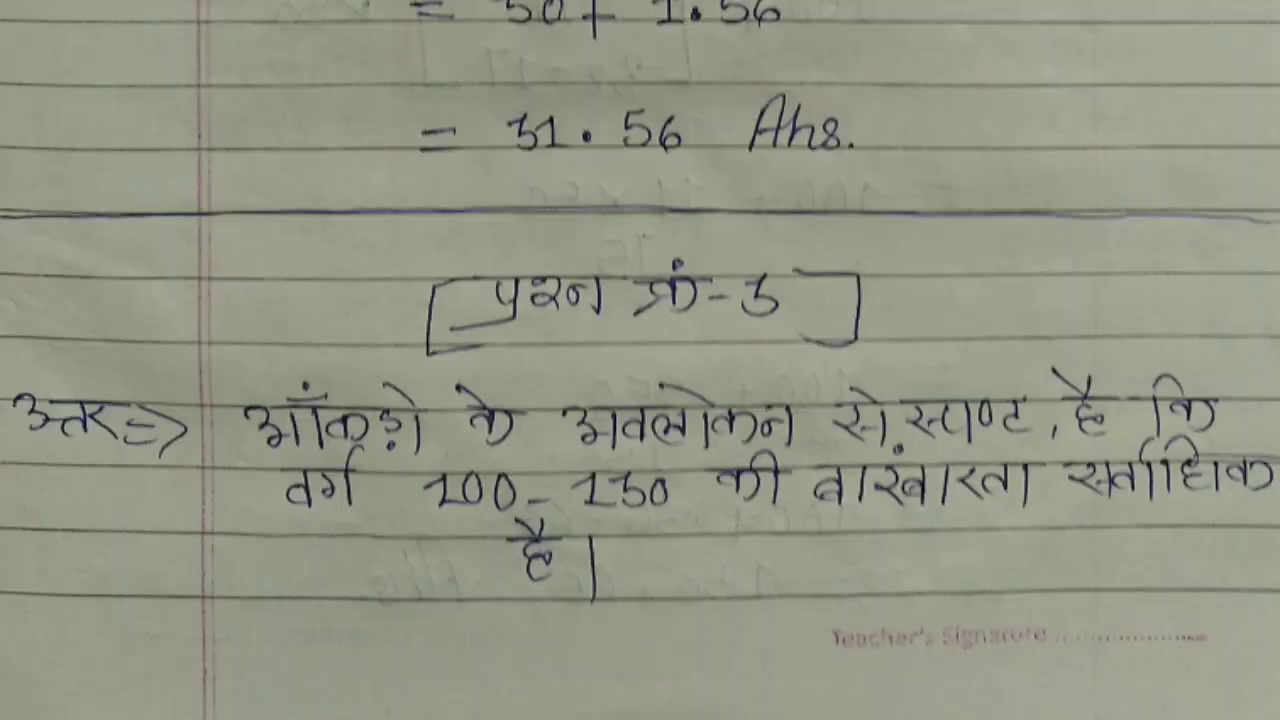 = 30 + 1.56
= 31.56 Ans.
[प्रश्न क्रं-3]
उत्तर=> आँकड़ो के अवलोकन से स्पष्ट है कि
वर्ग 100-150 की बारंबारता सर्वाधिक
है।
Teacher's Signature